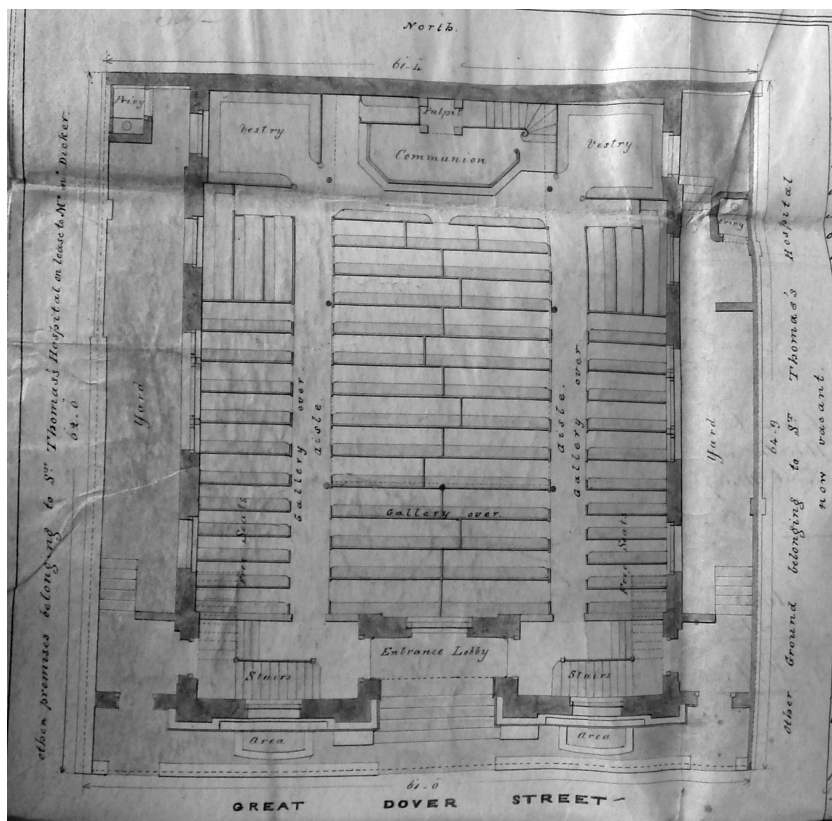 North.
61-4
Privy
Vestry
Pulpit
Communion
Vestry
Privy
other premises belonging to St Thomas's Hospital on lease to Mr Wm Dicker.
62.0
Yard
Gallery over
aisle.
Gallery over.
aisle.
Gallery over
Yard
64-9
Other Ground belonging to St Thomas's Hospital
now vacant.
Free Seats
Free Seats
Entrance Lobby
Stairs
Stairs
Area
Area
61-0
GREAT DOVER STREET